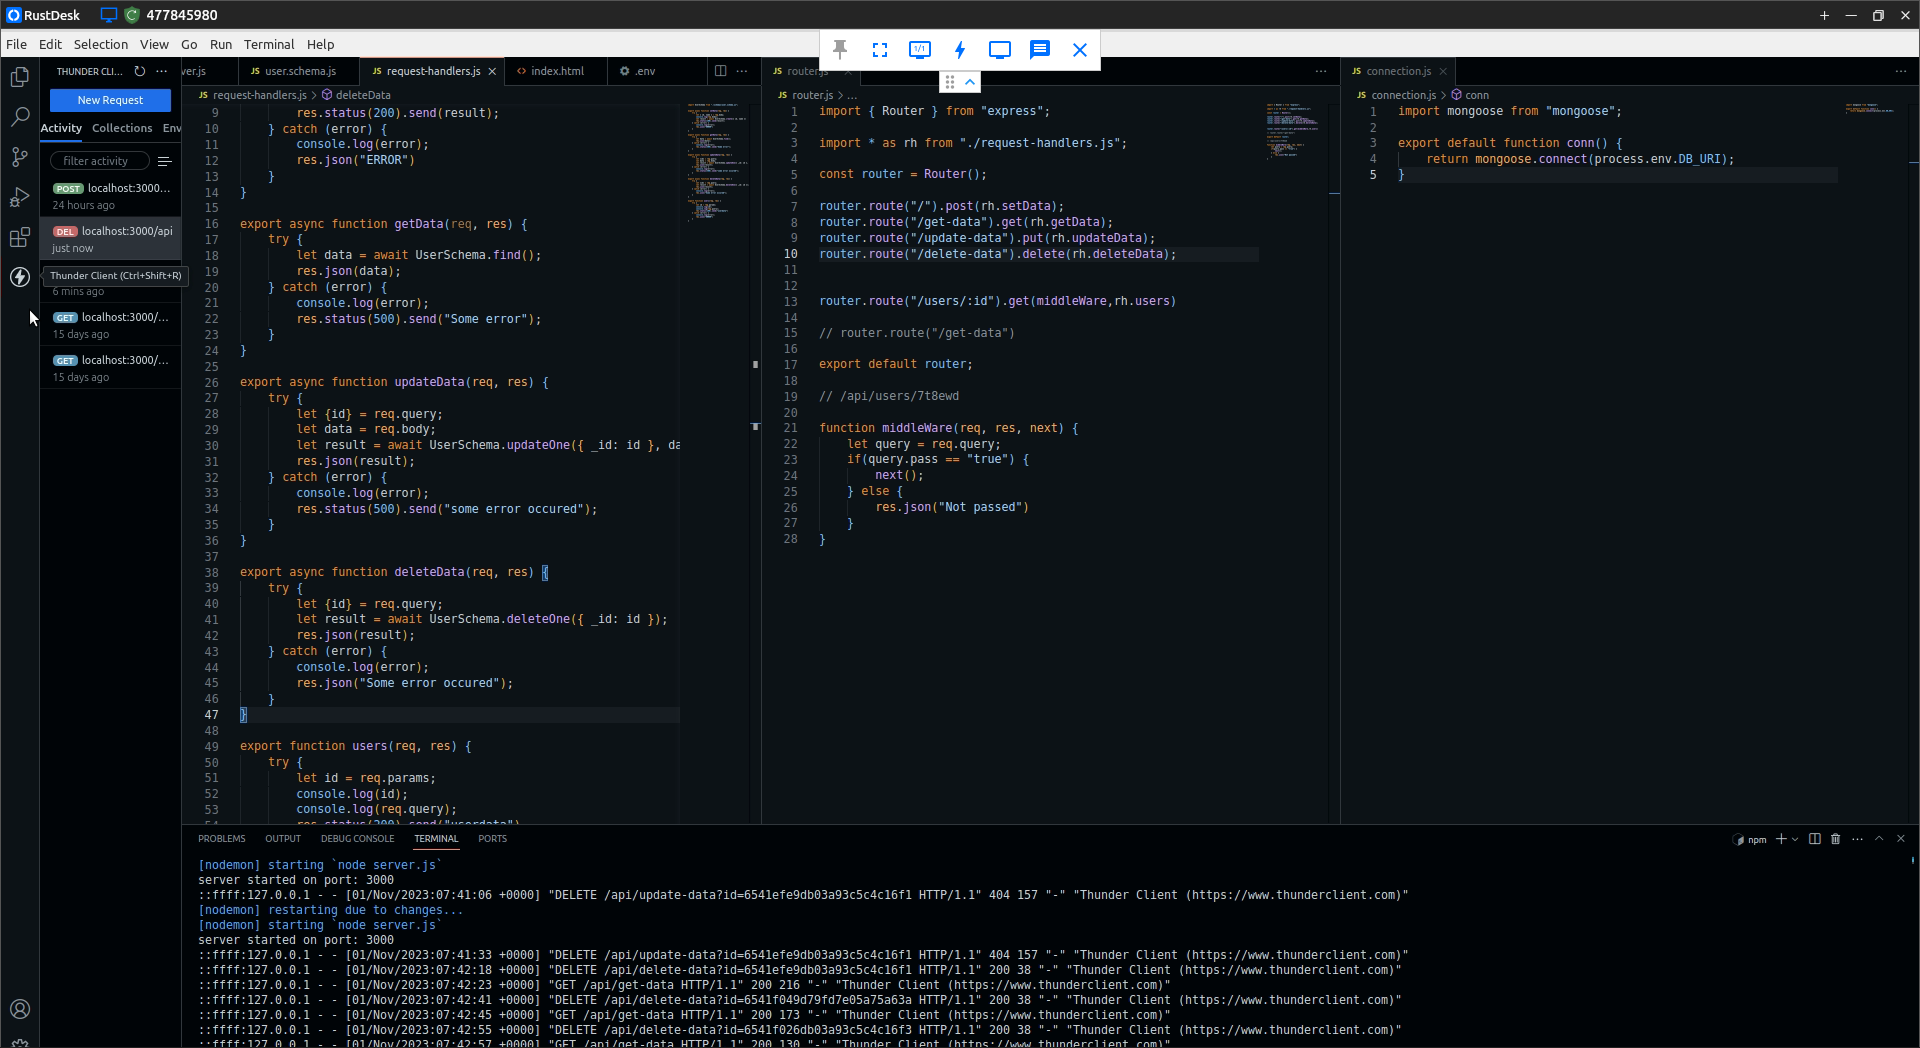 RustDesk 477845980
File Edit Selection View Go Run Terminal Help
THUNDER CLI...
New Request
Activity Collections Env
filter activity
POST localhost:3000...
24 hours ago
DEL localhost:3000/api
just now
Thunder Client (Ctrl+Shift+R)
6 mins ago
GET localhost:3000/...
15 days ago
GET localhost:3000/...
15 days ago
ver.js JS user.schema.js JS request-handlers.js <> index.html .env
JS request-handlers.js > deleteData
9 res.status(200).send(result);
10 } catch (error) {
11 console.log(error);
12 res.json("ERROR")
13 }
14 }
15
16 export async function getData(req, res) {
17 try {
18 let data = await UserSchema.find();
19 res.json(data);
20 } catch (error) {
21 console.log(error);
22 res.status(500).send("Some error");
23 }
24 }
25
26 export async function updateData(req, res) {
27 try {
28 let {id} = req.query;
29 let data = req.body;
30 let result = await UserSchema.updateOne({ _id: id }, da
31 res.json(result);
32 } catch (error) {
33 console.log(error);
34 res.status(500).send("some error occured");
35 }
36 }
37
38 export async function deleteData(req, res) {
39 try {
40 let {id} = req.query;
41 let result = await UserSchema.deleteOne({ _id: id });
42 res.json(result);
43 } catch (error) {
44 console.log(error);
45 res.json("Some error occured");
46 }
47 }
48
49 export function users(req, res) {
50 try {
51 let id = req.params;
52 console.log(id);
53 console.log(req.query);
54 res.status(200).send("userdata")
JS router.js
JS router.js > ...
1 import { Router } from "express";
2
3 import * as rh from "./request-handlers.js";
4
5 const router = Router();
6
7 router.route("/").post(rh.setData);
8 router.route("/get-data").get(rh.getData);
9 router.route("/update-data").put(rh.updateData);
10 router.route("/delete-data").delete(rh.deleteData);
11
12
13 router.route("/users/:id").get(middleWare,rh.users)
14
15 // router.route("/get-data")
16
17 export default router;
18
19 // /api/users/7t8ewd
20
21 function middleWare(req, res, next) {
22 let query = req.query;
23 if(query.pass == "true") {
24 next();
25 } else {
26 res.json("Not passed")
27 }
28 }
JS connection.js
JS connection.js > conn
1 import mongoose from "mongoose";
2
3 export default function conn() {
4 return mongoose.connect(process.env.DB_URI);
5 }
PROBLEMS OUTPUT DEBUG CONSOLE TERMINAL PORTS
npm
[nodemon] starting `node server.js`
server started on port: 3000
::ffff:127.0.0.1 - - [01/Nov/2023:07:41:06 +0000] "DELETE /api/update-data?id=6541efe9db03a93c5c4c16f1 HTTP/1.1" 404 157 "-" "Thunder Client (https://www.thunderclient.com)"
[nodemon] restarting due to changes...
[nodemon] starting `node server.js`
server started on port: 3000
::ffff:127.0.0.1 - - [01/Nov/2023:07:41:33 +0000] "DELETE /api/update-data?id=6541efe9db03a93c5c4c16f1 HTTP/1.1" 404 157 "-" "Thunder Client (https://www.thunderclient.com)"
::ffff:127.0.0.1 - - [01/Nov/2023:07:42:18 +0000] "DELETE /api/delete-data?id=6541efe9db03a93c5c4c16f1 HTTP/1.1" 200 38 "-" "Thunder Client (https://www.thunderclient.com)"
::ffff:127.0.0.1 - - [01/Nov/2023:07:42:23 +0000] "GET /api/get-data HTTP/1.1" 200 216 "-" "Thunder Client (https://www.thunderclient.com)"
::ffff:127.0.0.1 - - [01/Nov/2023:07:42:41 +0000] "DELETE /api/delete-data?id=6541f049d79fd7e05a75a63a HTTP/1.1" 200 38 "-" "Thunder Client (https://www.thunderclient.com)"
::ffff:127.0.0.1 - - [01/Nov/2023:07:42:45 +0000] "GET /api/get-data HTTP/1.1" 200 173 "-" "Thunder Client (https://www.thunderclient.com)"
::ffff:127.0.0.1 - - [01/Nov/2023:07:42:55 +0000] "DELETE /api/delete-data?id=6541f026db03a93c5c4c16f3 HTTP/1.1" 200 38 "-" "Thunder Client (https://www.thunderclient.com)"
::ffff:127.0.0.1 - - [01/Nov/2023:07:42:57 +0000] "GET /api/get-data HTTP/1.1" 200 130 "-" "Thunder Client (https://www.thunderclient.com)"